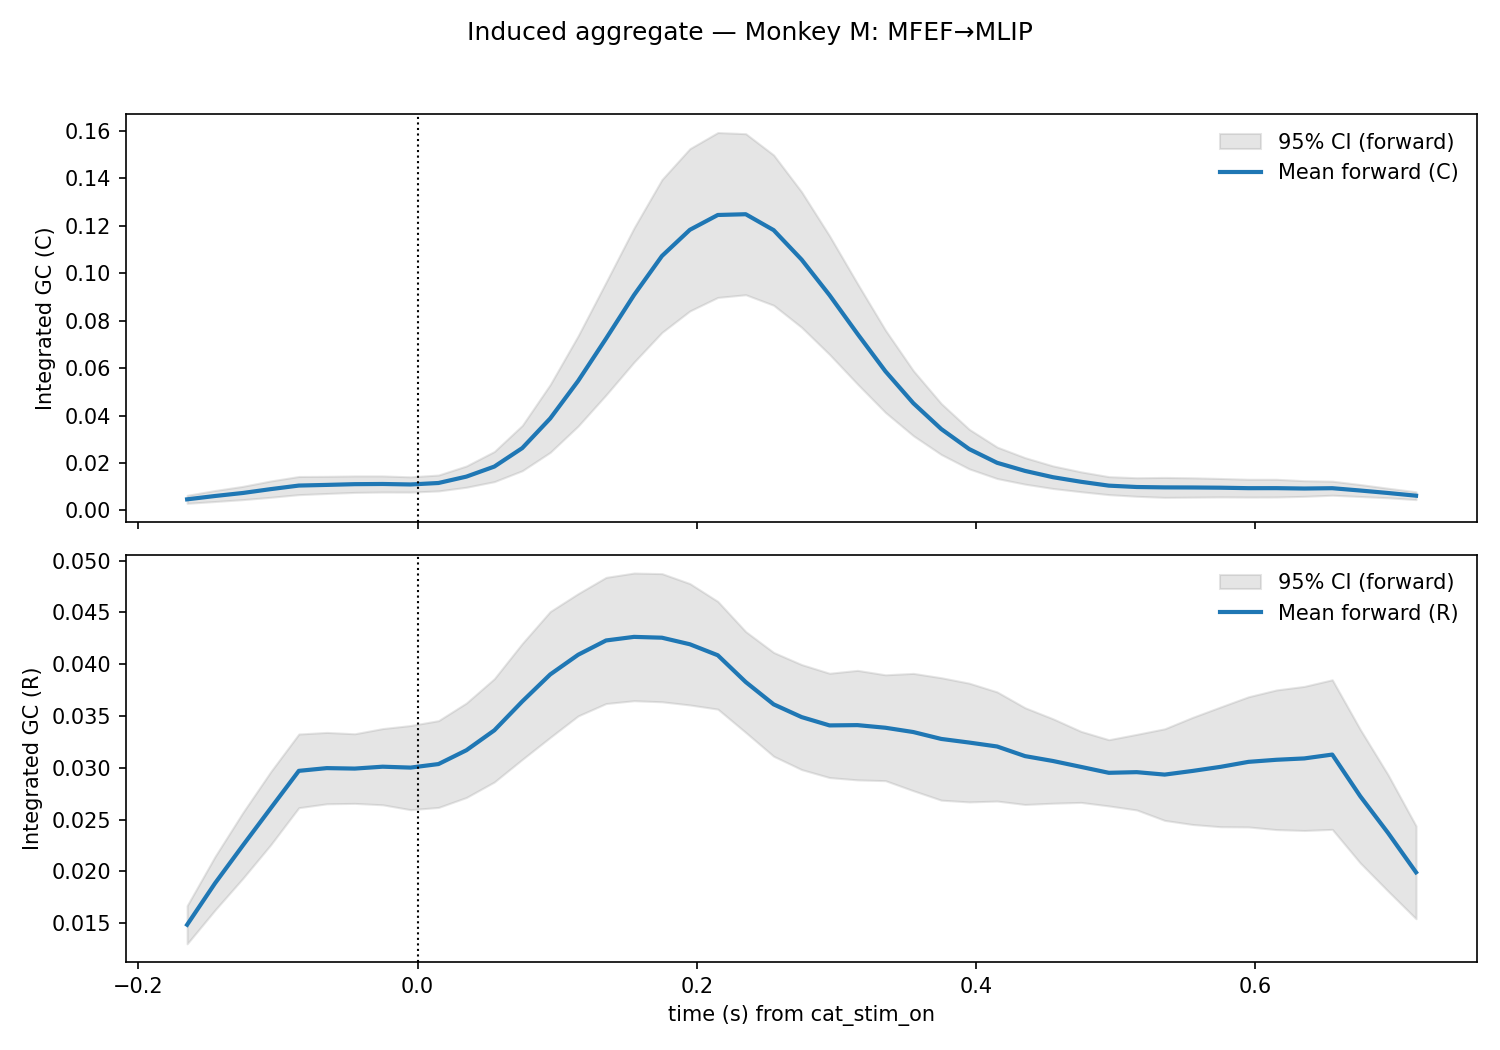 Induced aggregate — Monkey M: MFEF→MLIP
Integrated GC (C)
0.16
0.14
0.12
0.10
0.08
0.06
0.04
0.02
0.00
95% CI (forward)
Mean forward (C)
Integrated GC (R)
0.050
0.045
0.040
0.035
0.030
0.025
0.020
0.015
95% CI (forward)
Mean forward (R)
−0.2 0.0 0.2 0.4 0.6
time (s) from cat_stim_on